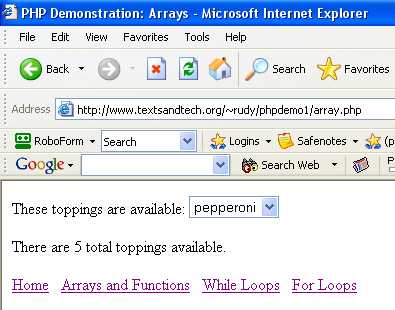 PHP Demonstration: Arrays - Microsoft Internet Explorer
File Edit View Favorites Tools Help
Back Search Favorites
Address http://www.textsandtech.org/~rudy/phpdemo1/array.php
RoboForm Search Logins Safenotes (p
Google Search Web P
These toppings are available: pepperoni
There are 5 total toppings available.
Home Arrays and Functions While Loops For Loops